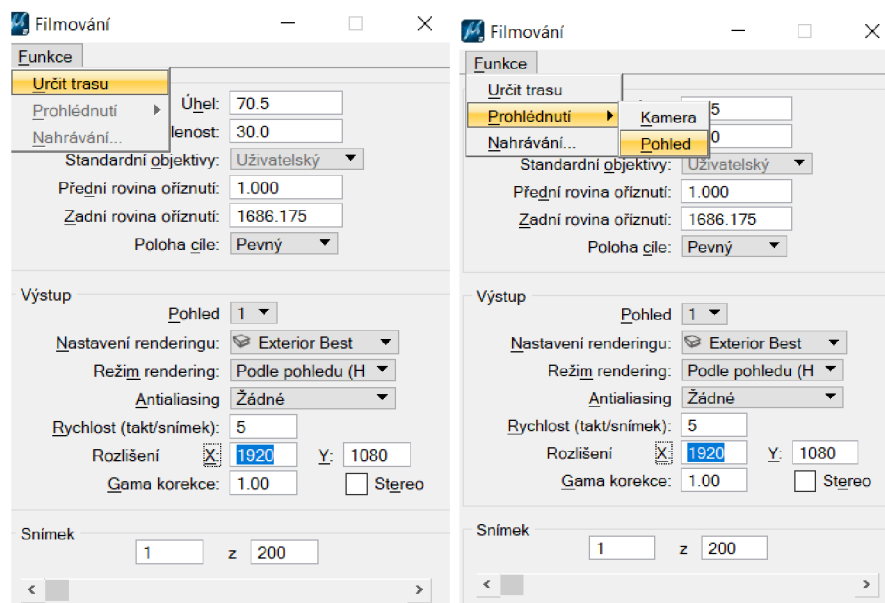 Filmování
Funkce
Určit trasu
Prohlédnutí
Nahrávání...
Úhel: 70.5
lenost: 30.0
Standardní objektivy: Uživatelský
Přední rovina oříznutí: 1.000
Zadní rovina oříznutí: 1686.175
Poloha cíle: Pevný
Výstup
Pohled 1
Nastavení renderingu: Exterior Best
Režim rendering: Podle pohledu (H
Antialiasing Žádné
Rychlost (takt/snímek): 5
Rozlišení X: 1920 Y: 1080
Gama korekce: 1.00 Stereo
Snímek
1 z 200
Filmování
Funkce
Určit trasu
Prohlédnutí
Nahrávání...
Kamera
Pohled
5
0
Standardní objektivy: Uživatelský
Přední rovina oříznutí: 1.000
Zadní rovina oříznutí: 1686.175
Poloha cíle: Pevný
Výstup
Pohled 1
Nastavení renderingu: Exterior Best
Režim rendering: Podle pohledu (H
Antialiasing Žádné
Rychlost (takt/snímek): 5
Rozlišení X: 1920 Y: 1080
Gama korekce: 1.00 Stereo
Snímek
1 z 200